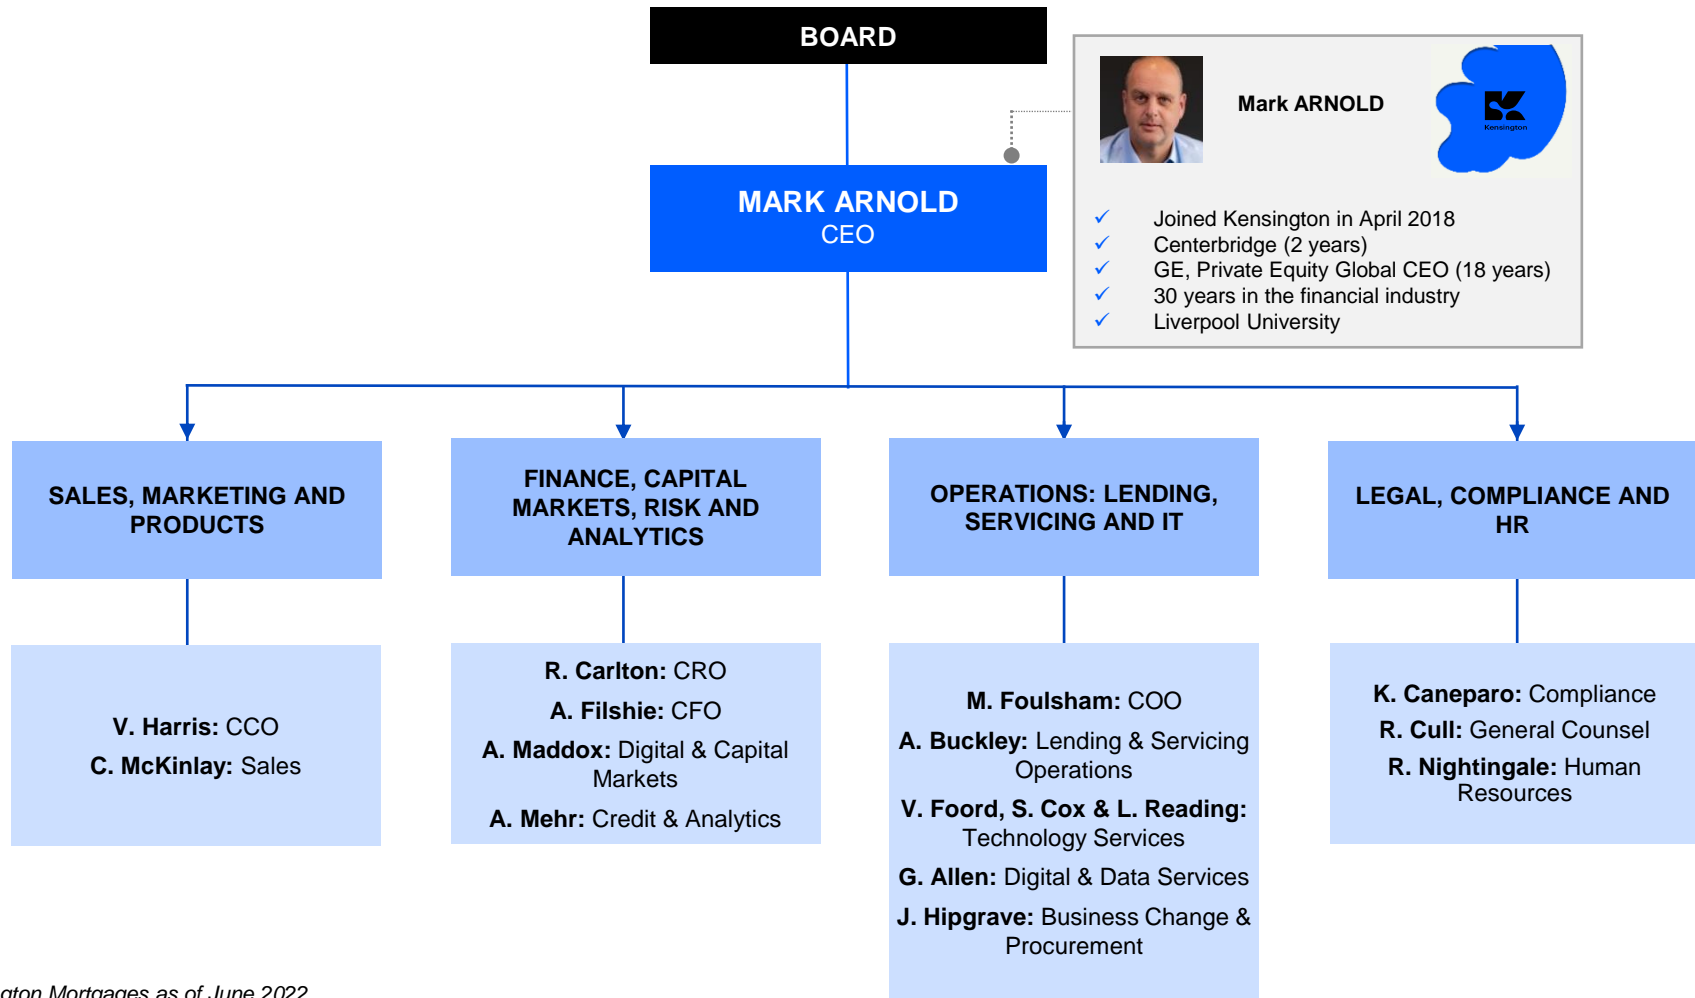 BOARD
Mark ARNOLD
Kensington
MARK ARNOLD
CEO
✓ Joined Kensington in April 2018
✓ Centerbridge (2 years)
✓ GE, Private Equity Global CEO (18 years)
✓ 30 years in the financial industry
✓ Liverpool University
SALES, MARKETING AND
PRODUCTS
FINANCE, CAPITAL
MARKETS, RISK AND
ANALYTICS
OPERATIONS: LENDING,
SERVICING AND IT
LEGAL, COMPLIANCE AND
HR
V. Harris: CCO
C. McKinlay: Sales
R. Carlton: CRO
A. Filshie: CFO
A. Maddox: Digital & Capital
Markets
A. Mehr: Credit & Analytics
M. Foulsham: COO
A. Buckley: Lending & Servicing
Operations
V. Foord, S. Cox & L. Reading:
Technology Services
G. Allen: Digital & Data Services
J. Hipgrave: Business Change &
Procurement
K. Caneparo: Compliance
R. Cull: General Counsel
R. Nightingale: Human
Resources
Mortgages as of June 2022